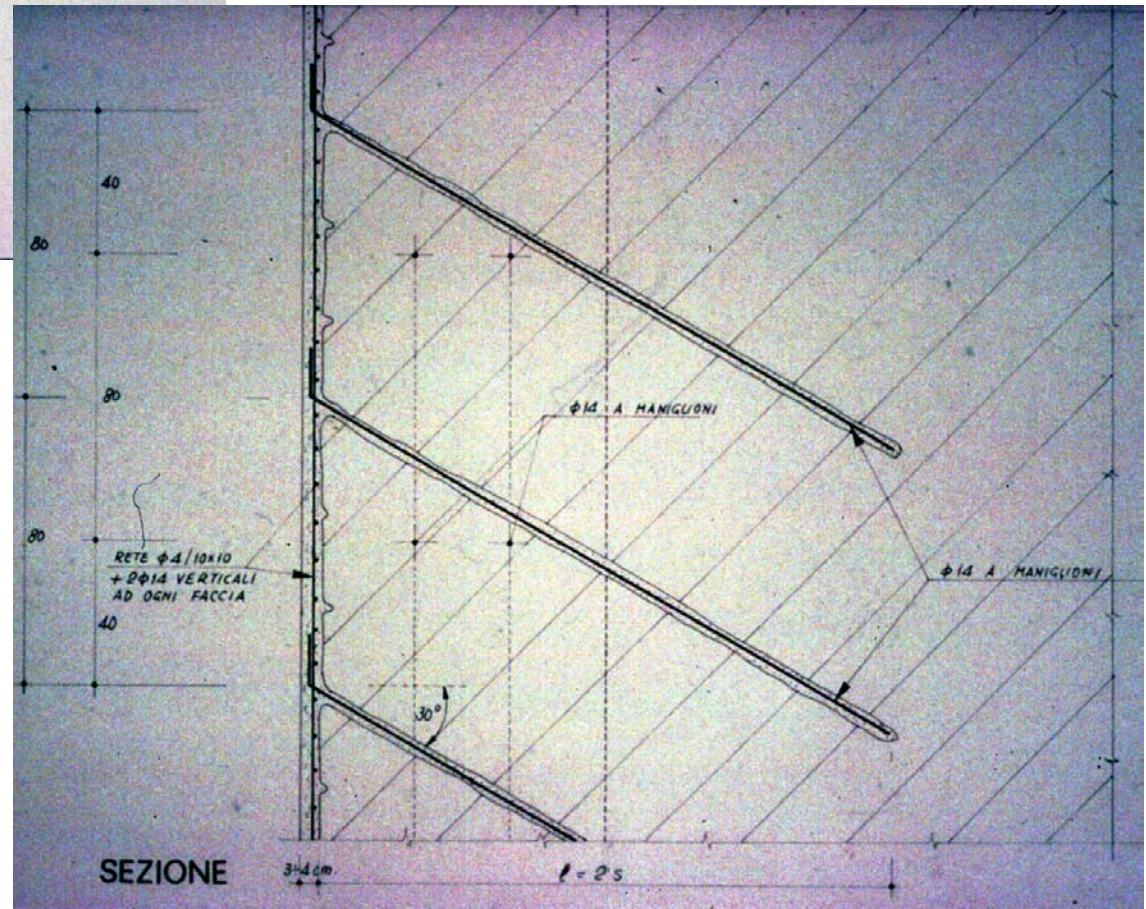 40
80
80
φ14 A MANIGLIONI
80
RETE φ4/10x10
+2φ14 VERTICALI
AD OGNI FACCIA
φ14 A MANIGLIONI
40
30°
SEZIONE
3÷4 cm.
ℓ = 2 s